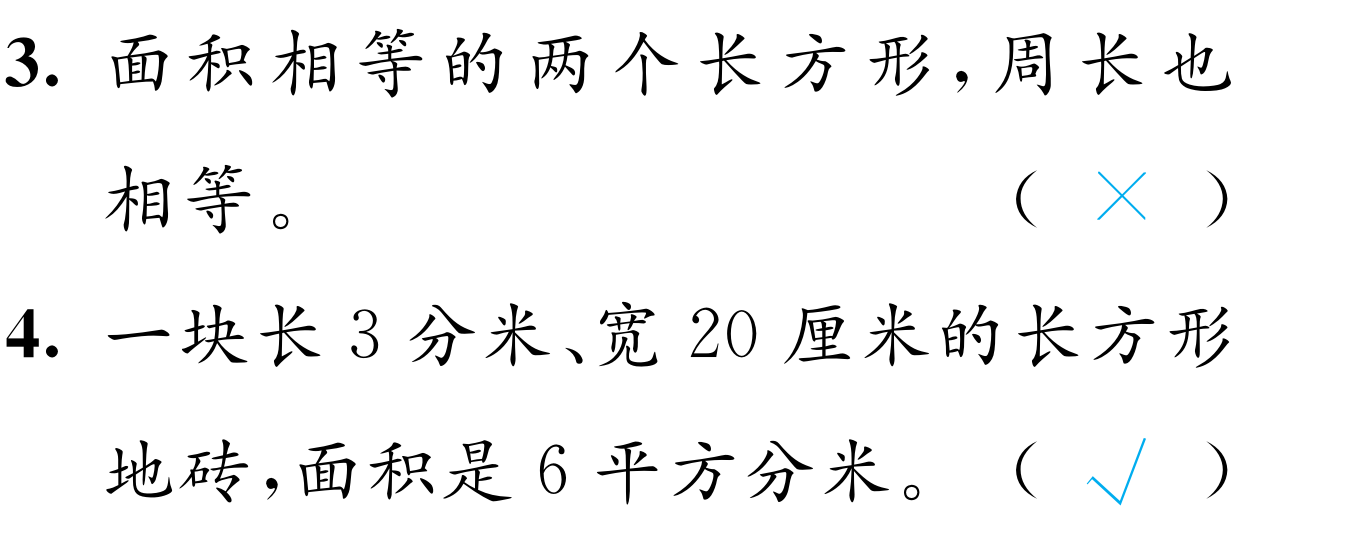 3. 面积相等的两个长方形,周长也
相等。 ( × )
4. 一块长 3 分米、宽 20 厘米的长方形
地砖,面积是 6 平方分米。 ( √ )